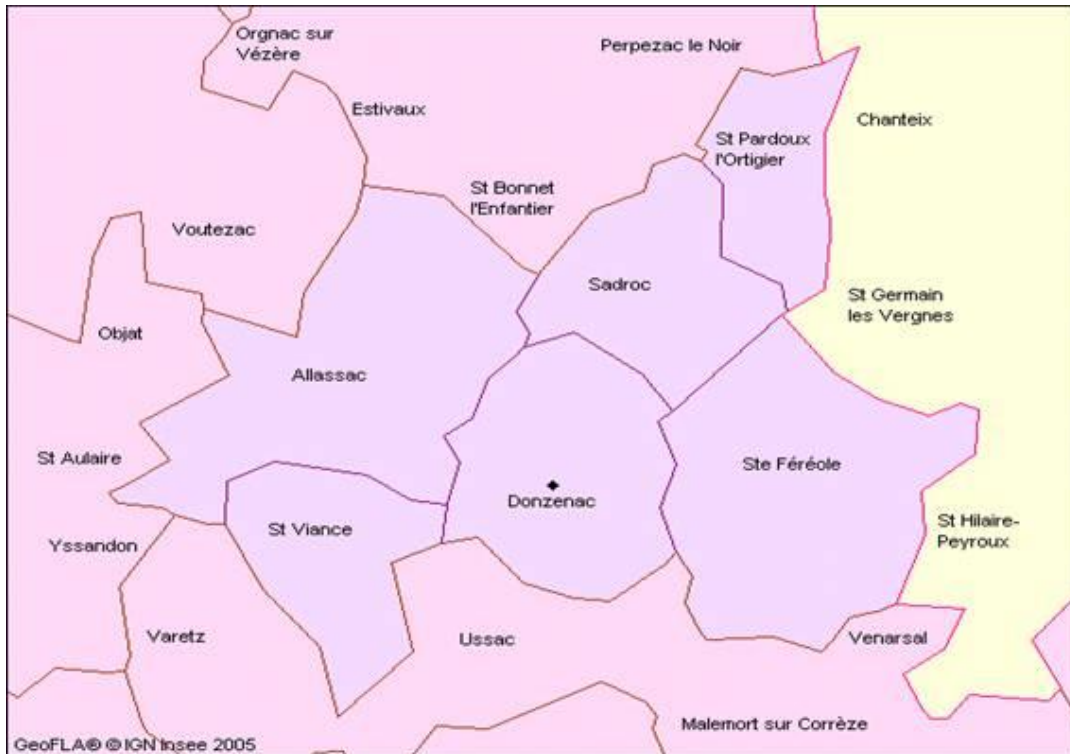 Orgnac sur
Vézère
Perpezac le Noir
Estivaux
Chanteix
St Pardoux
l'Ortigier
St Bonnet
l'Enfantier
Voutezac
Sadroc
St Germain
les Vergnes
Objat
Allassac
St Aulaire
Ste Féréole
Donzenac
St Viance
St Hilaire-
Peyroux
Yssandon
Varetz
Ussac
Venarsal
Malemort sur Corrèze
GeoFLA® © IGN Insee 2005